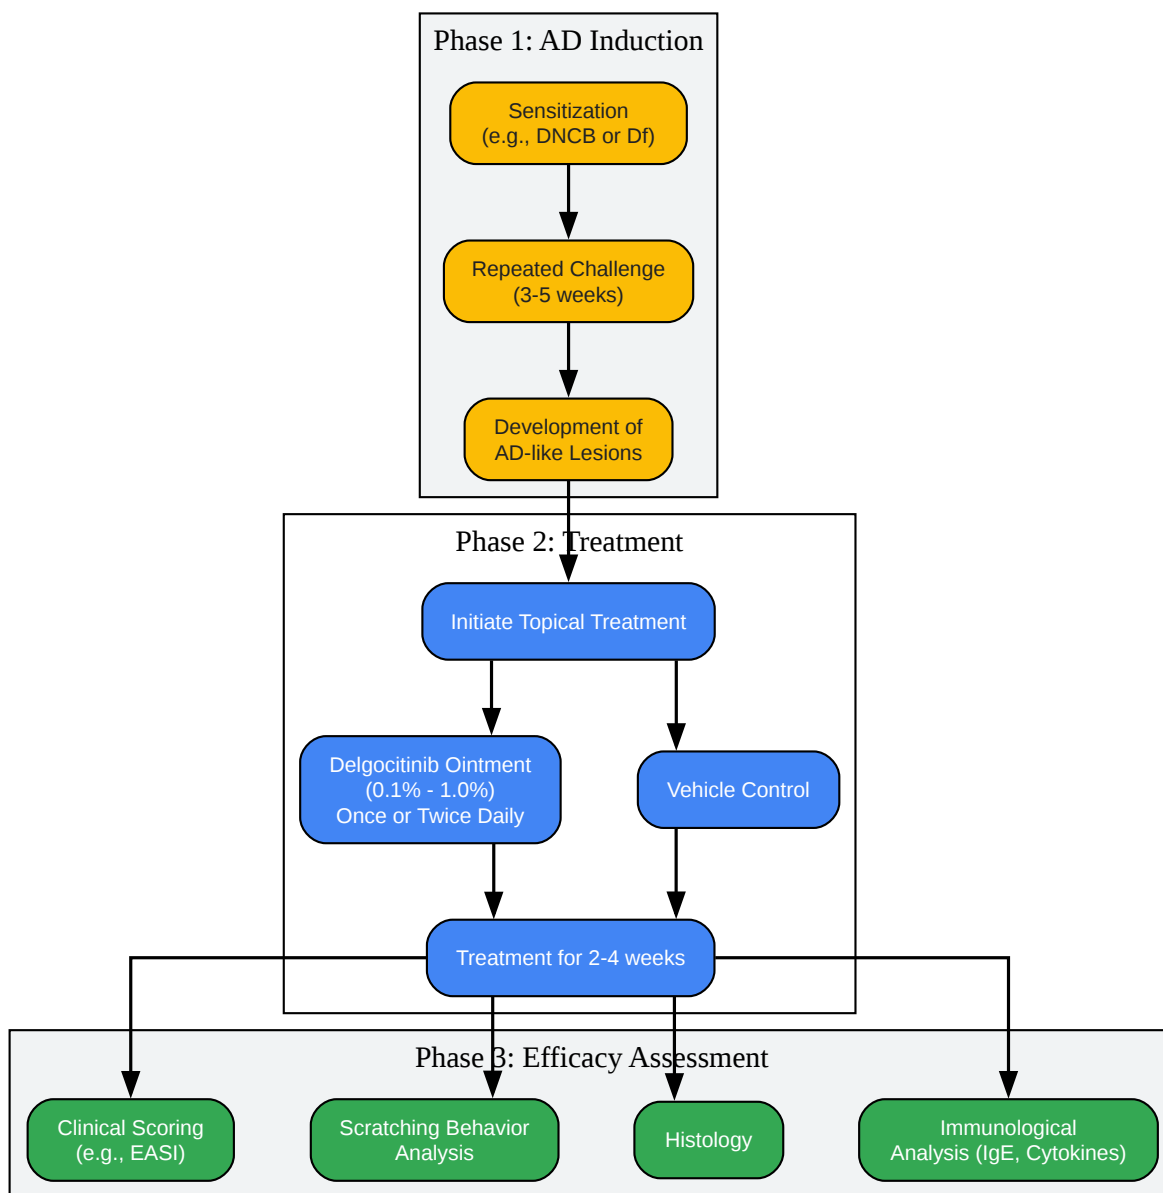 Phase 1: AD Induction
Sensitization
(e.g., DNCB or Df)
Repeated Challenge
(3-5 weeks)
Development of
AD-like Lesions
Phase 2: Treatment
Initiate Topical Treatment
Delgocitinib Ointment
(0.1% - 1.0%)
Once or Twice Daily
Vehicle Control
Treatment for 2-4 weeks
Phase 3: Efficacy Assessment
Clinical Scoring
(e.g., EASI)
Scratching Behavior
Analysis
Histology
Immunological
Analysis (IgE, Cytokines)